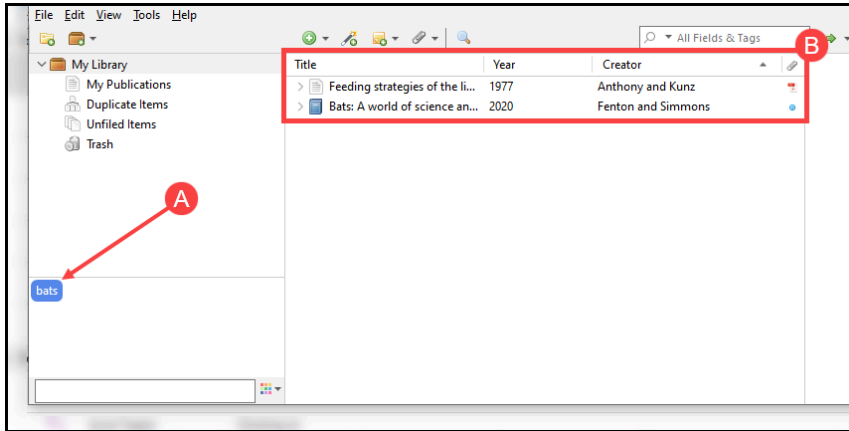 File Edit View Tools Help
All Fields & Tags
B
My Library
Title Year Creator
My Publications
Feeding strategies of the li... 1977 Anthony and Kunz
Duplicate Items
Bats: A world of science an... 2020 Fenton and Simmons
Unfiled Items
Trash
A
bats